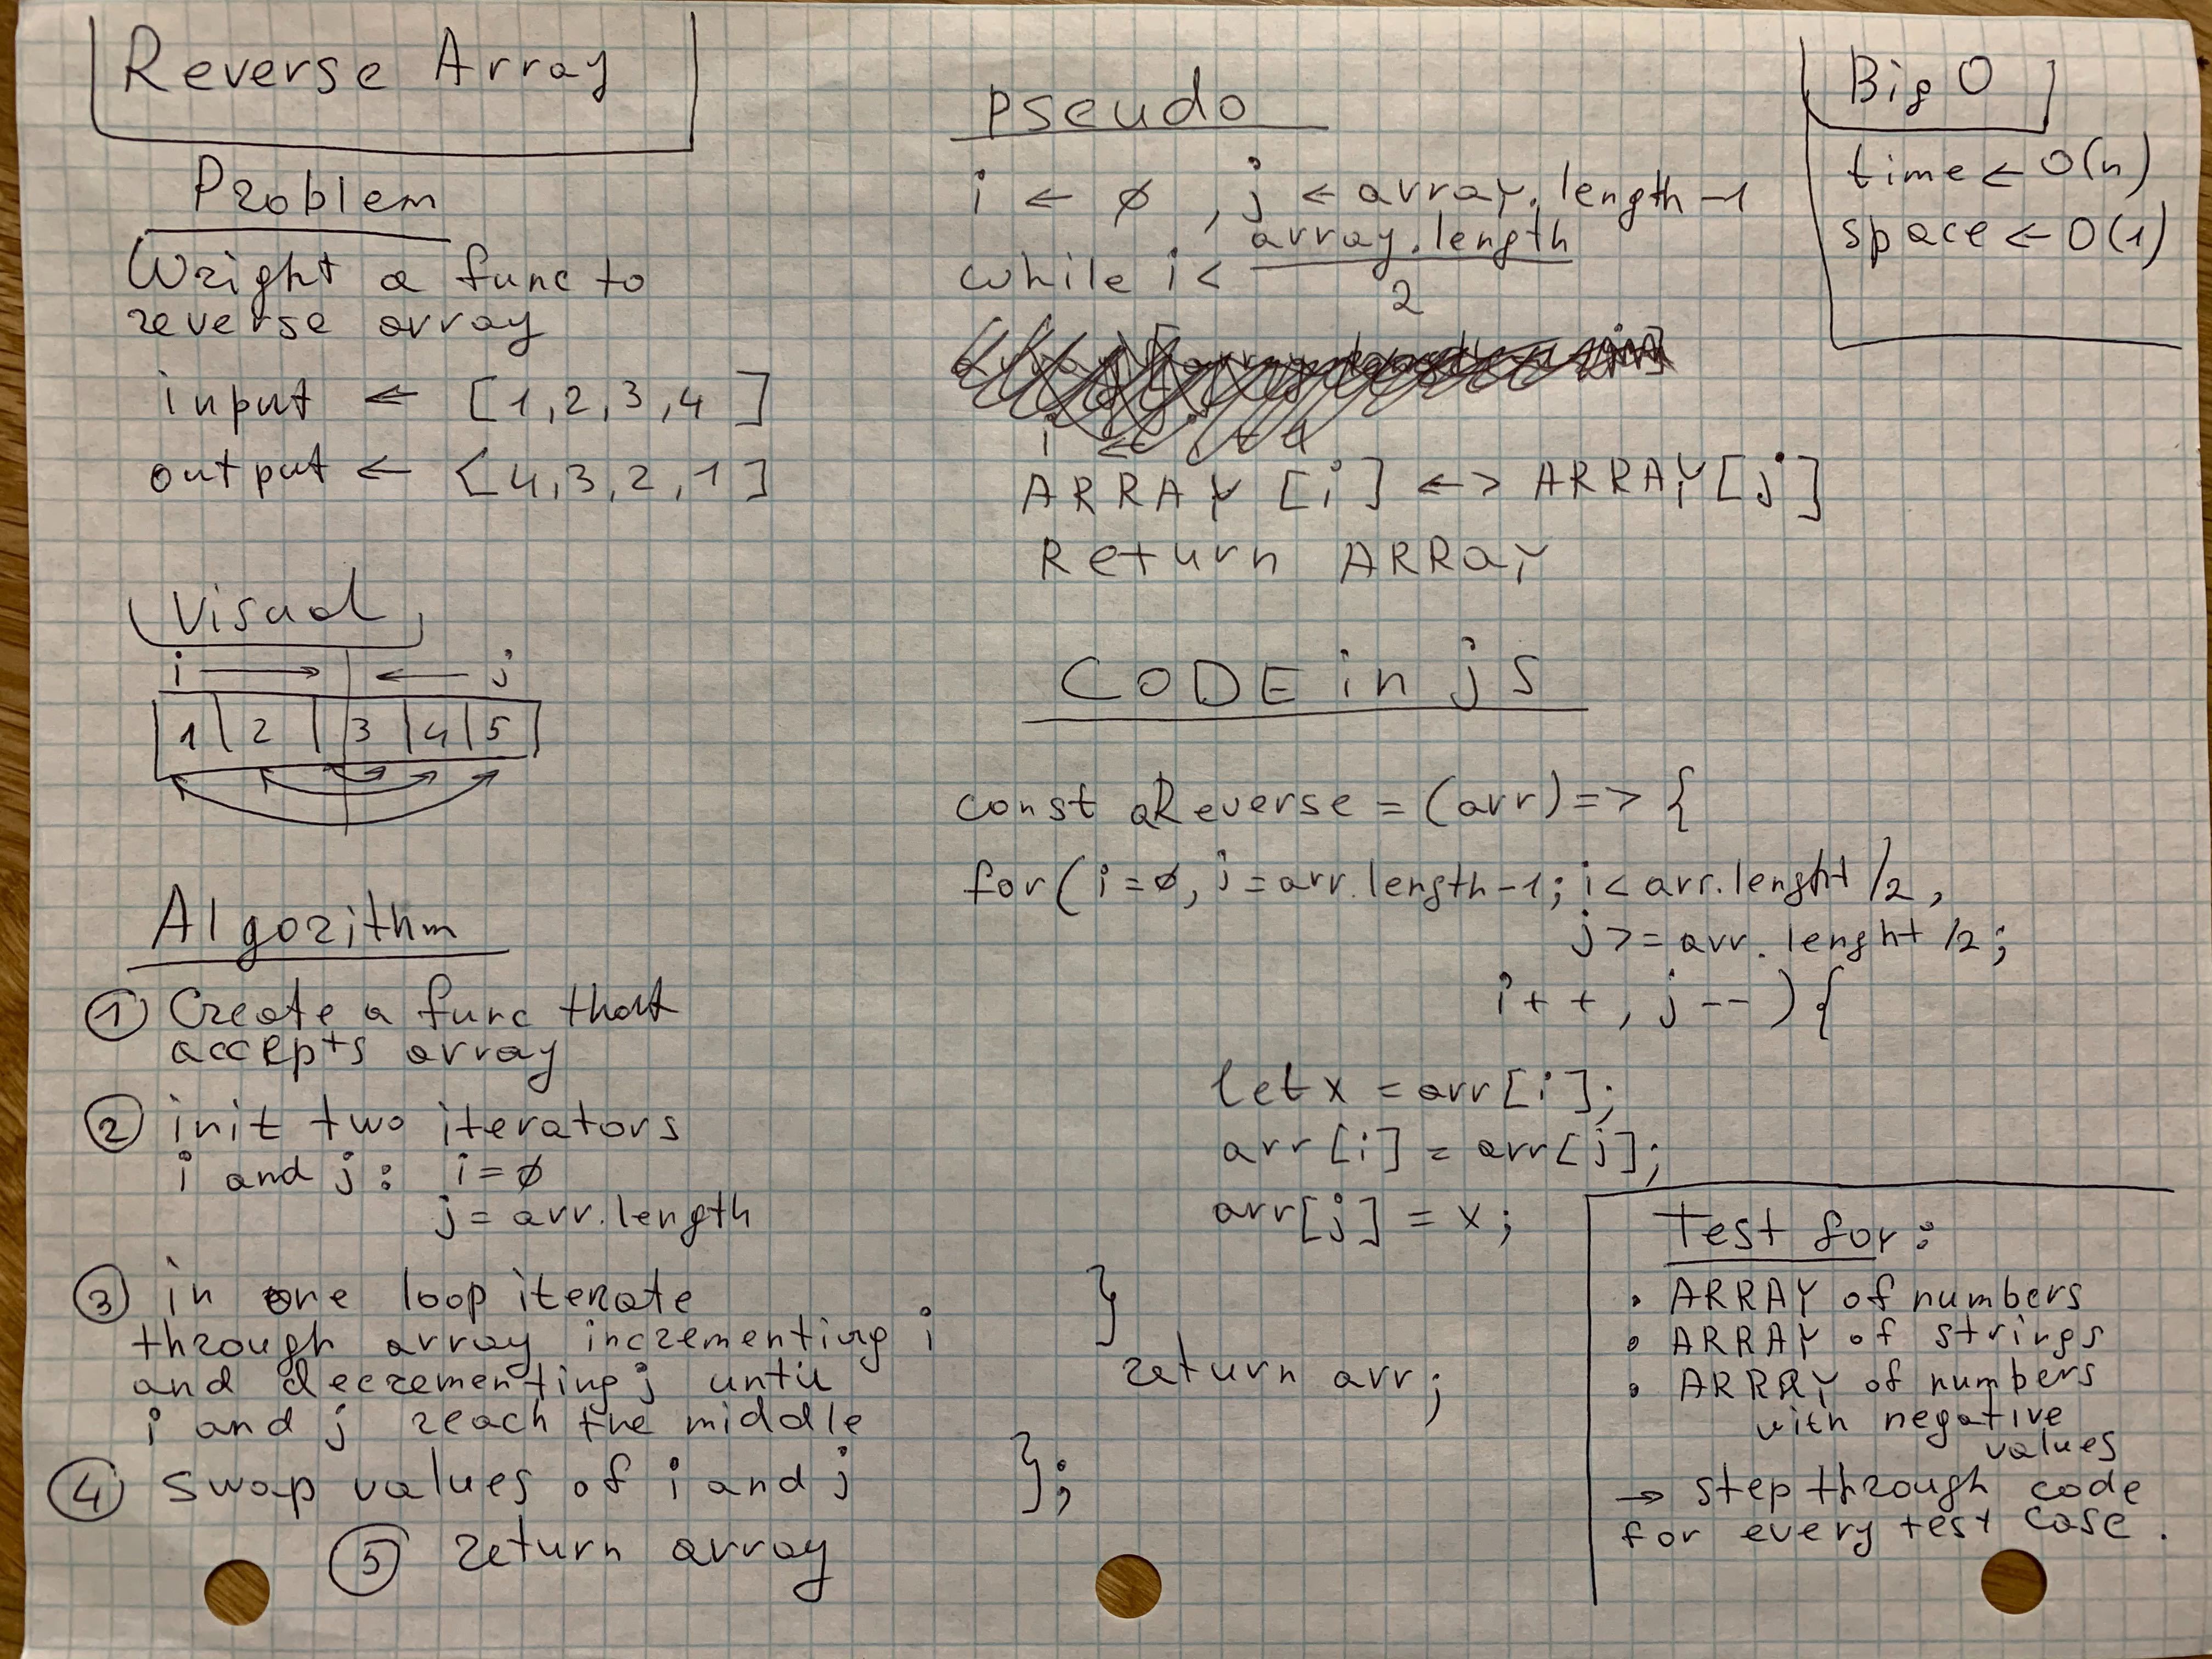 Reverse Array
Problem
Wright a func to
reverse array
input ← [1,2,3,4]
output ← [4,3,2,1]
Visual
i → ← j
1 2 3 4 5
Algorithm
① Create a func that
accepts array
② init two iterators
i and j: i=ø
j= arr.length
③ in one loop iterate
through array incrementing i
and decrementing j until
i and j reach the middle
④ swap values of i and j
⑤ return array
pseudo
i ← ø , j ← array.length-1
while i < array.length
2
ARRAY [i] <-> ARRAY[j]
Return ARRay
CODE in js
const aReverse = (arr) => {
for(i=ø, j=arr.length-1; i< arr.lenght/2,
j>=arr.lenght/2;
i++, j--){
let x = arr[i];
arr[i] = arr[j];
arr[j] = x;
}
return arr;
};
Big O
time ← O(n)
space ← O(1)
Test for:
• ARRAY of numbers
• ARRAY of strings
• ARRAY of numbers
with negative
values
→ step through code
for every test case.